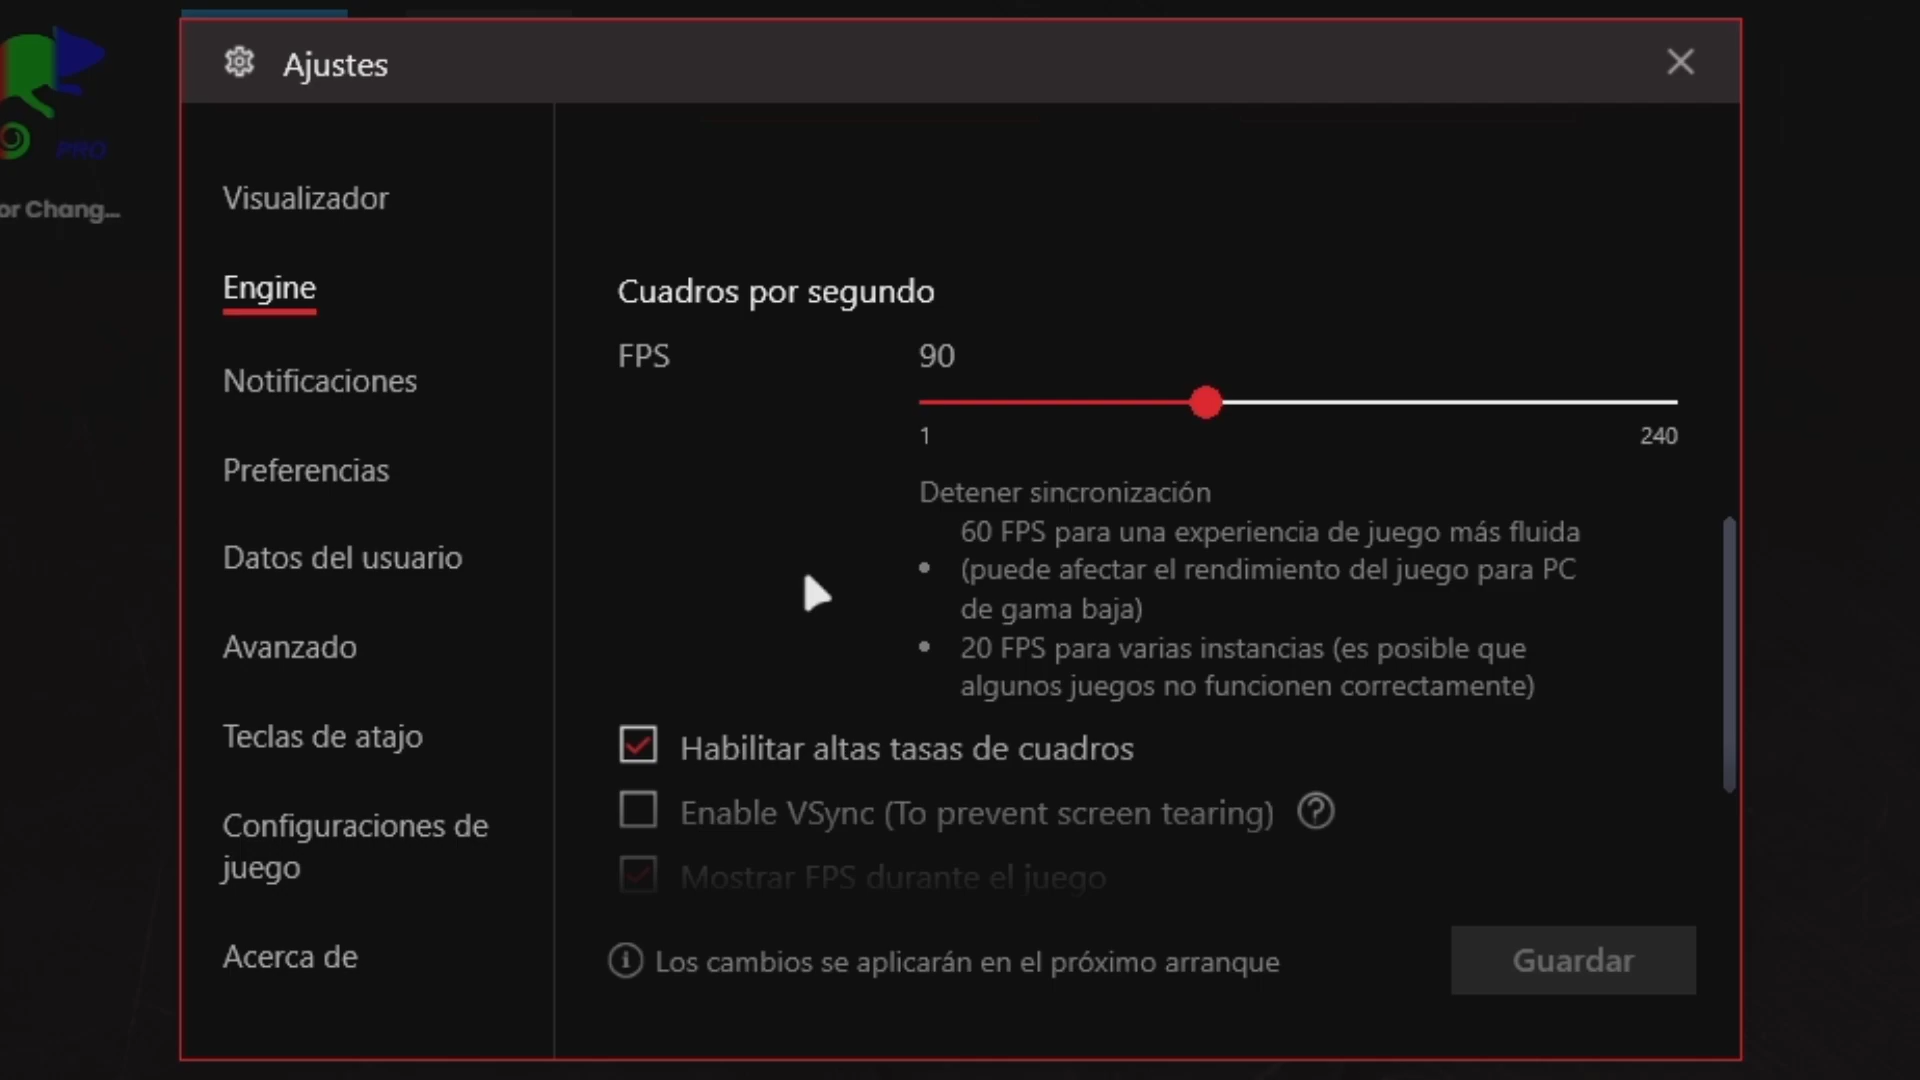 Ajustes
PRO
or Chang...
Visualizador
Engine
Notificaciones
Preferencias
Datos del usuario
Avanzado
Teclas de atajo
Configuraciones de
juego
Acerca de
Cuadros por segundo
FPS
90
1
240
Detener sincronización
60 FPS para una experiencia de juego más fluida
(puede afectar el rendimiento del juego para PC
de gama baja)
20 FPS para varias instancias (es posible que
algunos juegos no funcionen correctamente)
Habilitar altas tasas de cuadros
Enable VSync (To prevent screen tearing)
Mostrar FPS durante el juego
Los cambios se aplicarán en el próximo arranque
Guardar